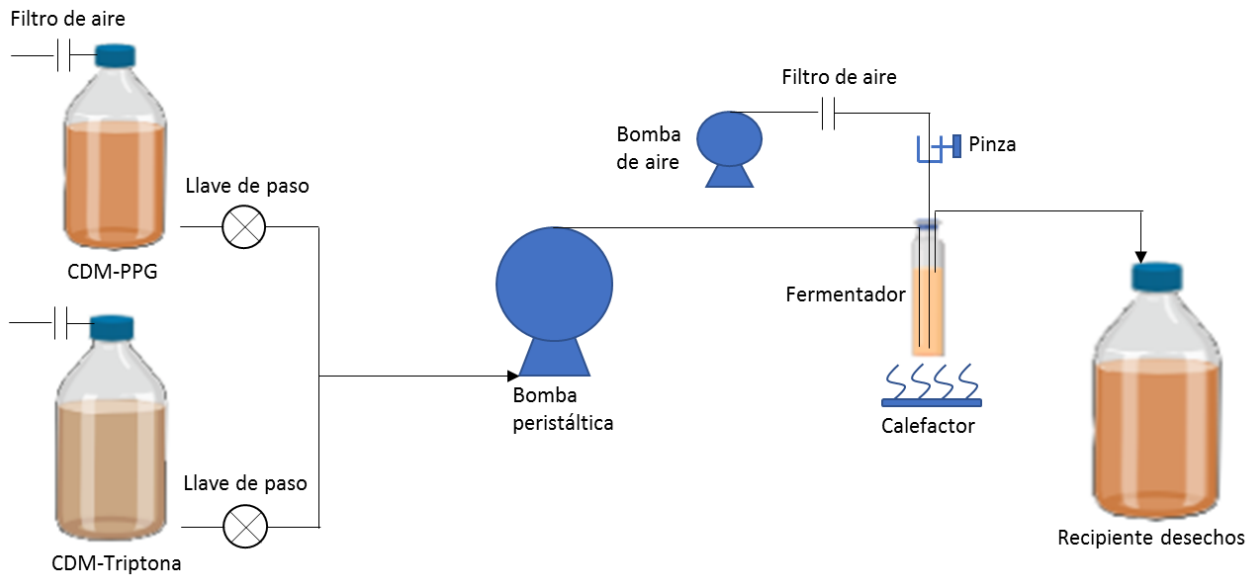 Filtro de aire
CDM-PPG
Llave de paso
CDM-Triptona
Llave de paso
Bomba
peristáltica
Bomba
de aire
Filtro de aire
Pinza
Fermentador
Calefactor
Recipiente desechos